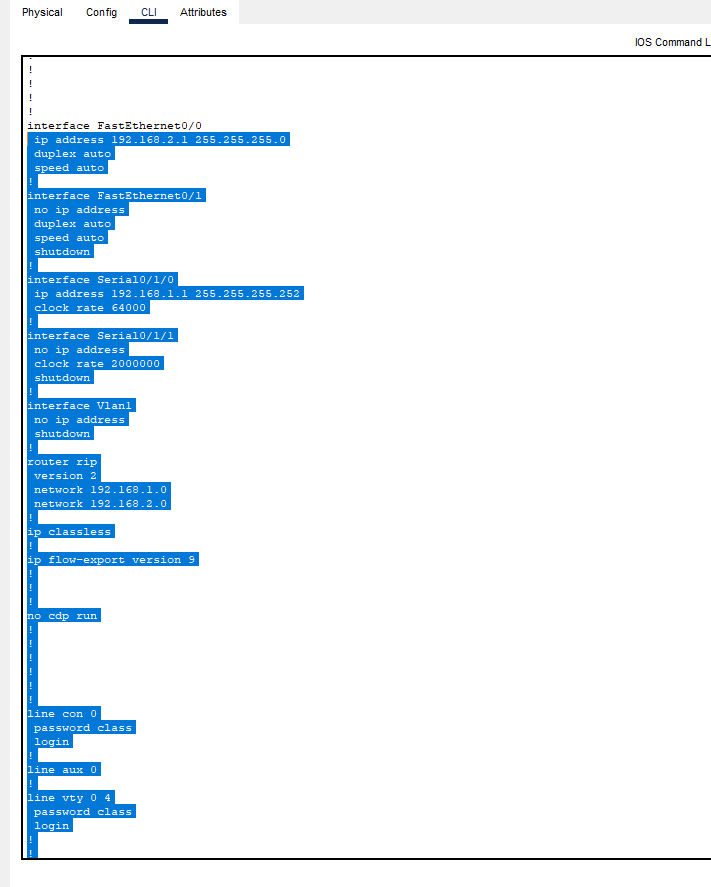 Physical Config CLI Attributes
IOS Command L
!
!
!
!
interface FastEthernet0/0
ip address 192.168.2.1 255.255.255.0
duplex auto
speed auto
!
interface FastEthernet0/1
no ip address
duplex auto
speed auto
shutdown
!
interface Serial0/1/0
ip address 192.168.1.1 255.255.255.252
clock rate 64000
!
interface Serial0/1/1
no ip address
clock rate 2000000
shutdown
!
interface Vlan1
no ip address
shutdown
!
router rip
version 2
network 192.168.1.0
network 192.168.2.0
!
ip classless
!
ip flow-export version 9
!
!
!
no cdp run
!
!
!
!
!
!
line con 0
password class
login
!
line aux 0
!
line vty 0 4
password class
login
!
!